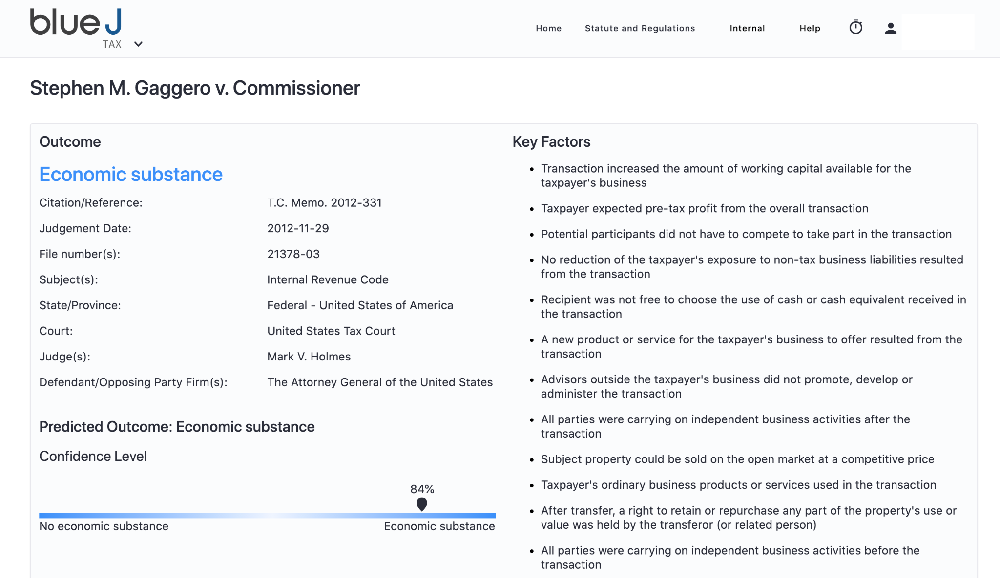 blue J
TAX
Home
Statute and Regulations
Internal
Help
Stephen M. Gaggero v. Commissioner
Outcome
Economic substance
Citation/Reference: T.C. Memo. 2012-331
Judgement Date: 2012-11-29
File number(s): 21378-03
Subject(s): Internal Revenue Code
State/Province: Federal - United States of America
Court: United States Tax Court
Judge(s): Mark V. Holmes
Defendant/Opposing Party Firm(s): The Attorney General of the United States
Predicted Outcome: Economic substance
Confidence Level
84%
No economic substance
Economic substance
Key Factors
• Transaction increased the amount of working capital available for the
taxpayer's business
• Taxpayer expected pre-tax profit from the overall transaction
• Potential participants did not have to compete to take part in the transaction
• No reduction of the taxpayer's exposure to non-tax business liabilities resulted
from the transaction
• Recipient was not free to choose the use of cash or cash equivalent received in
the transaction
• A new product or service for the taxpayer's business to offer resulted from the
transaction
• Advisors outside the taxpayer's business did not promote, develop or
administer the transaction
• All parties were carrying on independent business activities after the
transaction
• Subject property could be sold on the open market at a competitive price
• Taxpayer's ordinary business products or services used in the transaction
• After transfer, a right to retain or repurchase any part of the property's use or
value was held by the transferor (or related person)
• All parties were carrying on independent business activities before the
transaction